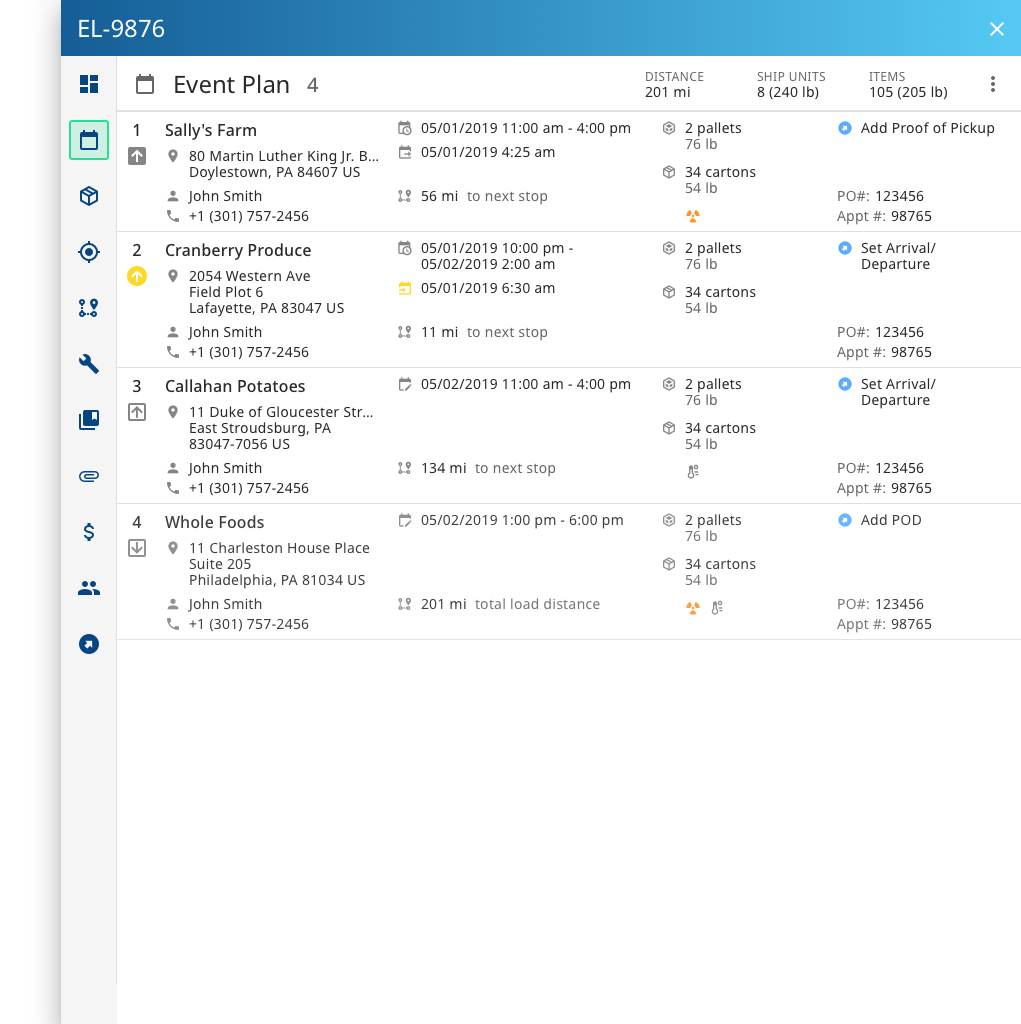 EL-9876
Event Plan 4
DISTANCE
201 mi
SHIP UNITS
8 (240 lb)
ITEMS
105 (205 lb)
1 Sally's Farm
80 Martin Luther King Jr. B...
Doylestown, PA 84607 US
John Smith
+1 (301) 757-2456
05/01/2019 11:00 am - 4:00 pm
05/01/2019 4:25 am
56 mi to next stop
2 pallets
76 lb
34 cartons
54 lb
Add Proof of Pickup
PO#: 123456
Appt #: 98765
2 Cranberry Produce
2054 Western Ave
Field Plot 6
Lafayette, PA 83047 US
John Smith
+1 (301) 757-2456
05/01/2019 10:00 pm -
05/02/2019 2:00 am
05/01/2019 6:30 am
11 mi to next stop
2 pallets
76 lb
34 cartons
54 lb
Set Arrival/
Departure
PO#: 123456
Appt #: 98765
3 Callahan Potatoes
11 Duke of Gloucester Str...
East Stroudsburg, PA
83047-7056 US
John Smith
+1 (301) 757-2456
05/02/2019 11:00 am - 4:00 pm
134 mi to next stop
2 pallets
76 lb
34 cartons
54 lb
Set Arrival/
Departure
PO#: 123456
Appt #: 98765
4 Whole Foods
11 Charleston House Place
Suite 205
Philadelphia, PA 81034 US
John Smith
+1 (301) 757-2456
05/02/2019 1:00 pm - 6:00 pm
201 mi total load distance
2 pallets
76 lb
34 cartons
54 lb
Add POD
PO#: 123456
Appt #: 98765